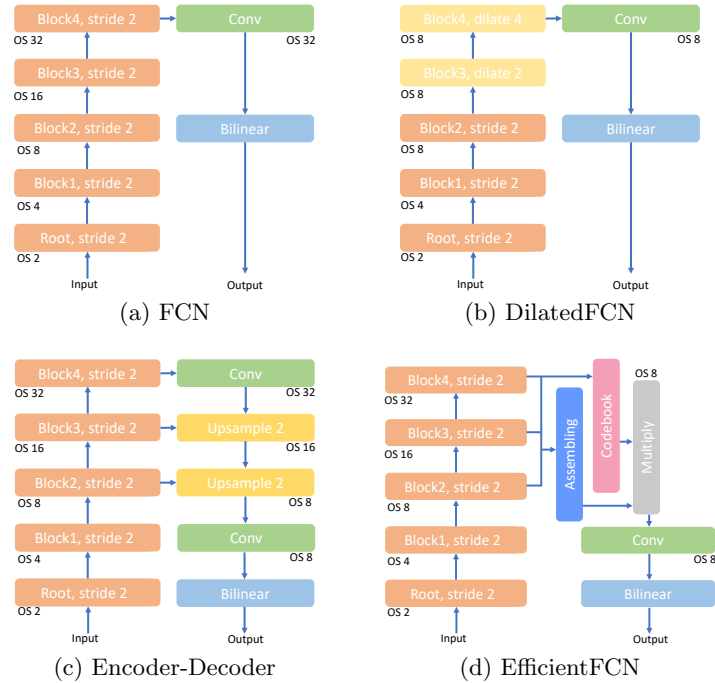 Block4, stride 2
Conv
OS 32
OS 32
Block3, stride 2
OS 16
Block2, stride 2
Bilinear
OS 8
Block1, stride 2
OS 4
Root, stride 2
OS 2
Input
Output
(a) FCN
Block4, dilate 4
Conv
OS 8
OS 8
Block3, dilate 2
OS 8
Block2, stride 2
Bilinear
OS 8
Block1, stride 2
OS 4
Root, stride 2
OS 2
Input
Output
(b) DilatedFCN
Block4, stride 2
Conv
OS 32
OS 32
Block3, stride 2
Upsample 2
OS 16
OS 16
Block2, stride 2
Upsample 2
OS 8
OS 8
Block1, stride 2
Conv
OS 4
OS 8
Root, stride 2
Bilinear
OS 2
Input
Output
(c) Encoder-Decoder
Block4, stride 2
OS 32
Block3, stride 2
OS 16
Block2, stride 2
OS 8
Block1, stride 2
OS 4
Root, stride 2
OS 2
Input
Assembling
Codebook
OS 8
Multiply
Conv
OS 8
Bilinear
Output
(d) EfficientFCN